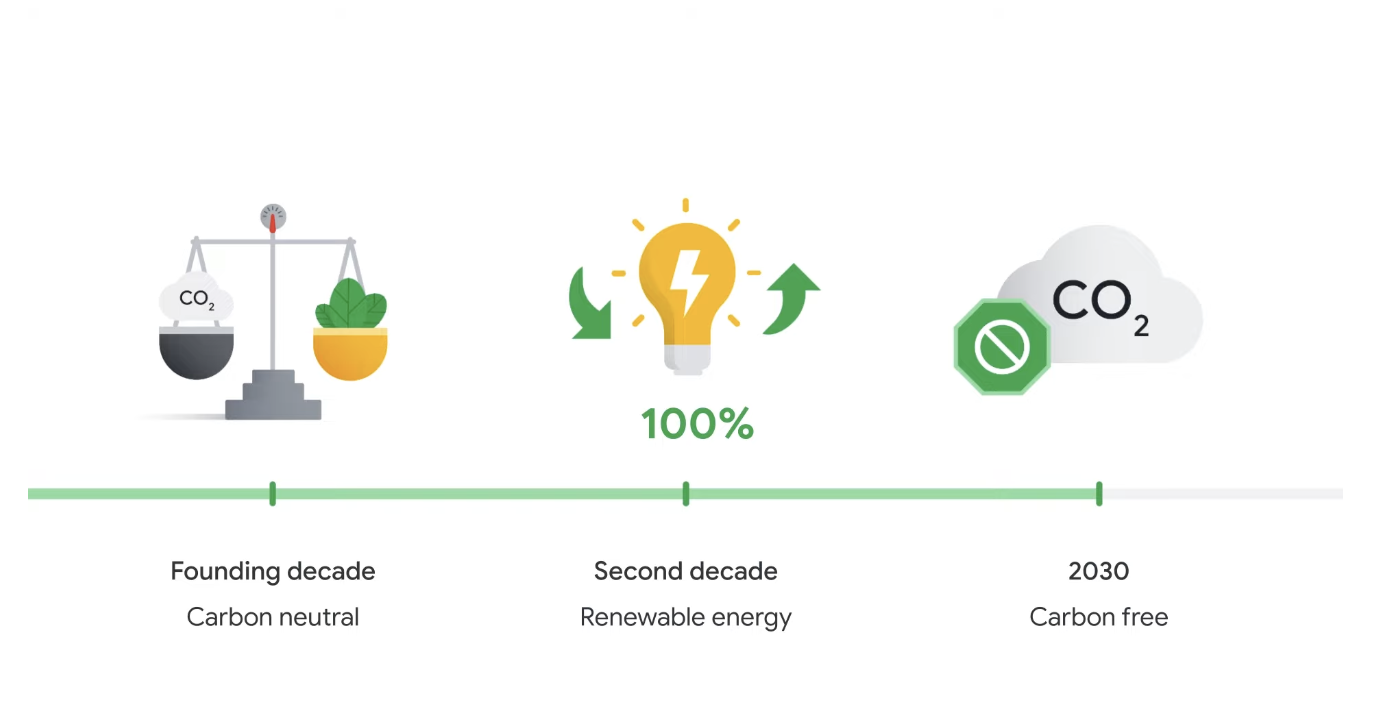 CO₂
CO₂
100%
Founding decade
Carbon neutral
Second decade
Renewable energy
2030
Carbon free